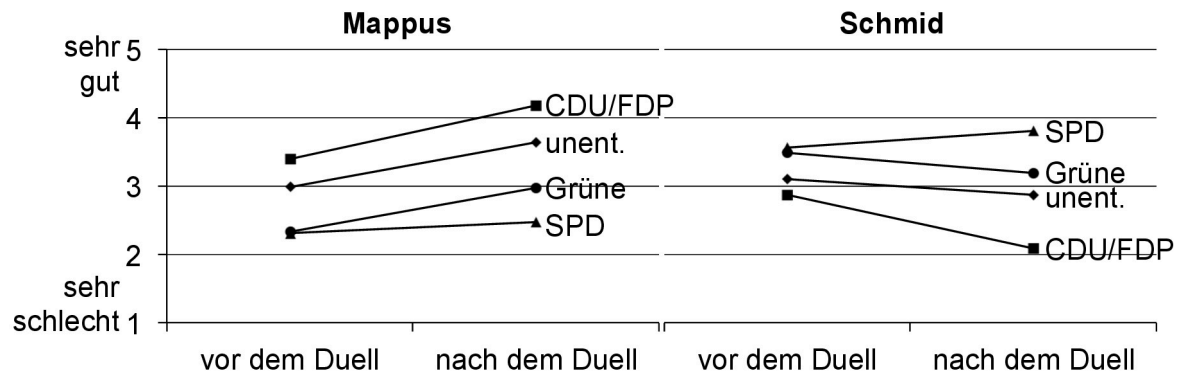 Mappus
Schmid
sehr 5
gut
4
3
2
sehr
schlecht 1
CDU/FDP
unent.
Grüne
SPD
SPD
Grüne
unent.
CDU/FDP
vor dem Duell
nach dem Duell
vor dem Duell
nach dem Duell